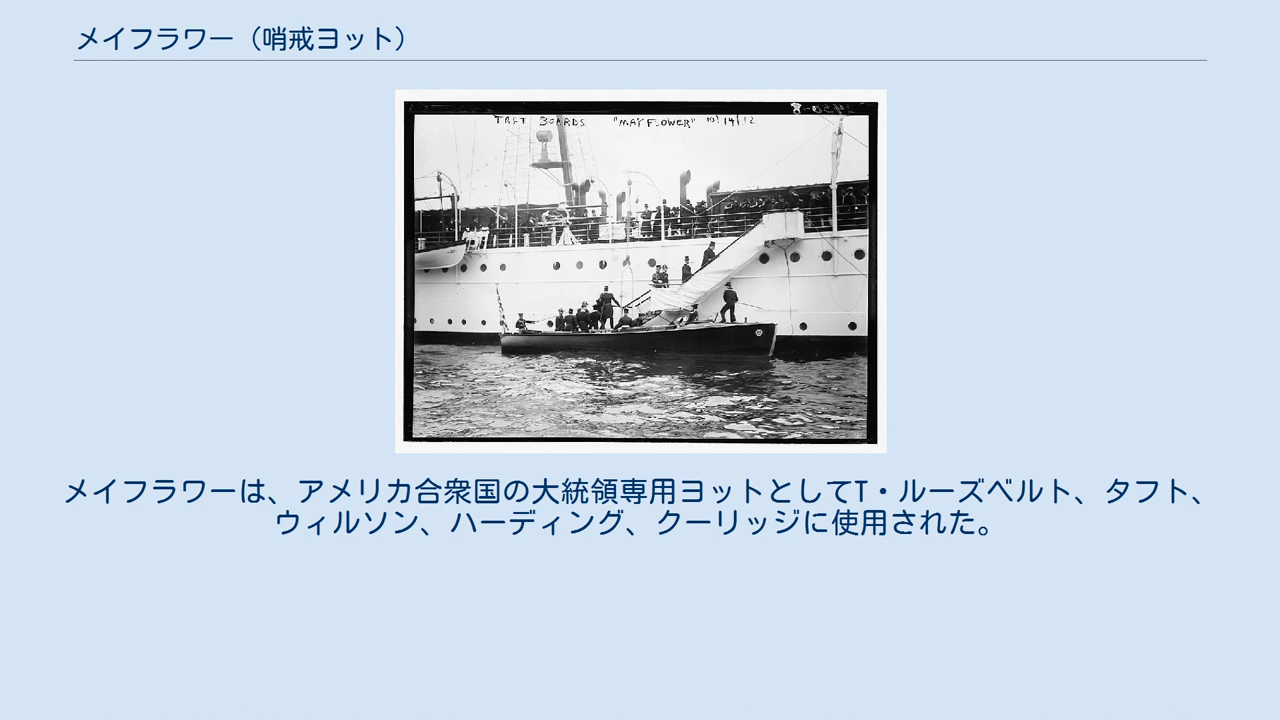 メイフラワー（哨戒ヨット）
TAFT BOARDS "MAYFLOWER" 10/14/12
メイフラワーは、アメリカ合衆国の大統領専用ヨットとしてT・ルーズベルト、タフト、
ウィルソン、ハーディング、クーリッジに使用された。